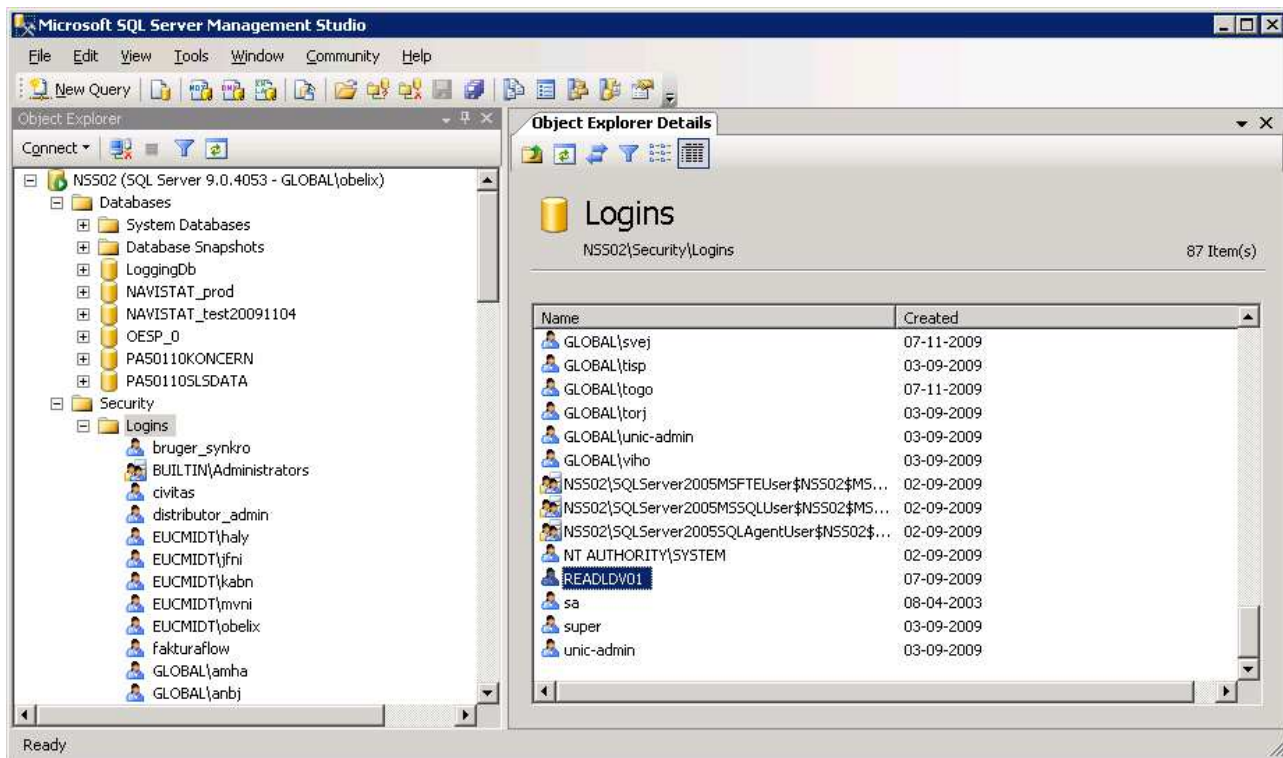 Microsoft SQL Server Management Studio
File Edit View Tools Window Community Help
New Query
Object Explorer
Connect
NSS02 (SQL Server 9.0.4053 - GLOBAL\obelix)
Databases
System Databases
Database Snapshots
LoggingDb
NAVISTAT_prod
NAVISTAT_test20091104
OESP_0
PA50110KONCERN
PA50110SLSDATA
Security
Logins
bruger_synkro
BUILTIN\Administrators
civitas
distributor_admin
EUCMIDT\haly
EUCMIDT\jfni
EUCMIDT\kabn
EUCMIDT\mvni
EUCMIDT\obelix
fakturaflow
GLOBAL\amha
GLOBAL\anbj
Object Explorer Details
Logins
NSS02\Security\Logins 87 Item(s)
Name Created
GLOBAL\svej 07-11-2009
GLOBAL\tisp 03-09-2009
GLOBAL\togo 07-11-2009
GLOBAL\torj 03-09-2009
GLOBAL\unic-admin 03-09-2009
GLOBAL\viho 03-09-2009
NSS02\SQLServer2005MSFTEUser$NSS02$MS... 02-09-2009
NSS02\SQLServer2005MSSQLUser$NSS02$MS... 02-09-2009
NSS02\SQLServer2005SQLAgentUser$NSS02$... 02-09-2009
NT AUTHORITY\SYSTEM 02-09-2009
READLDV01 07-09-2009
sa 08-04-2003
super 03-09-2009
unic-admin 03-09-2009
Ready